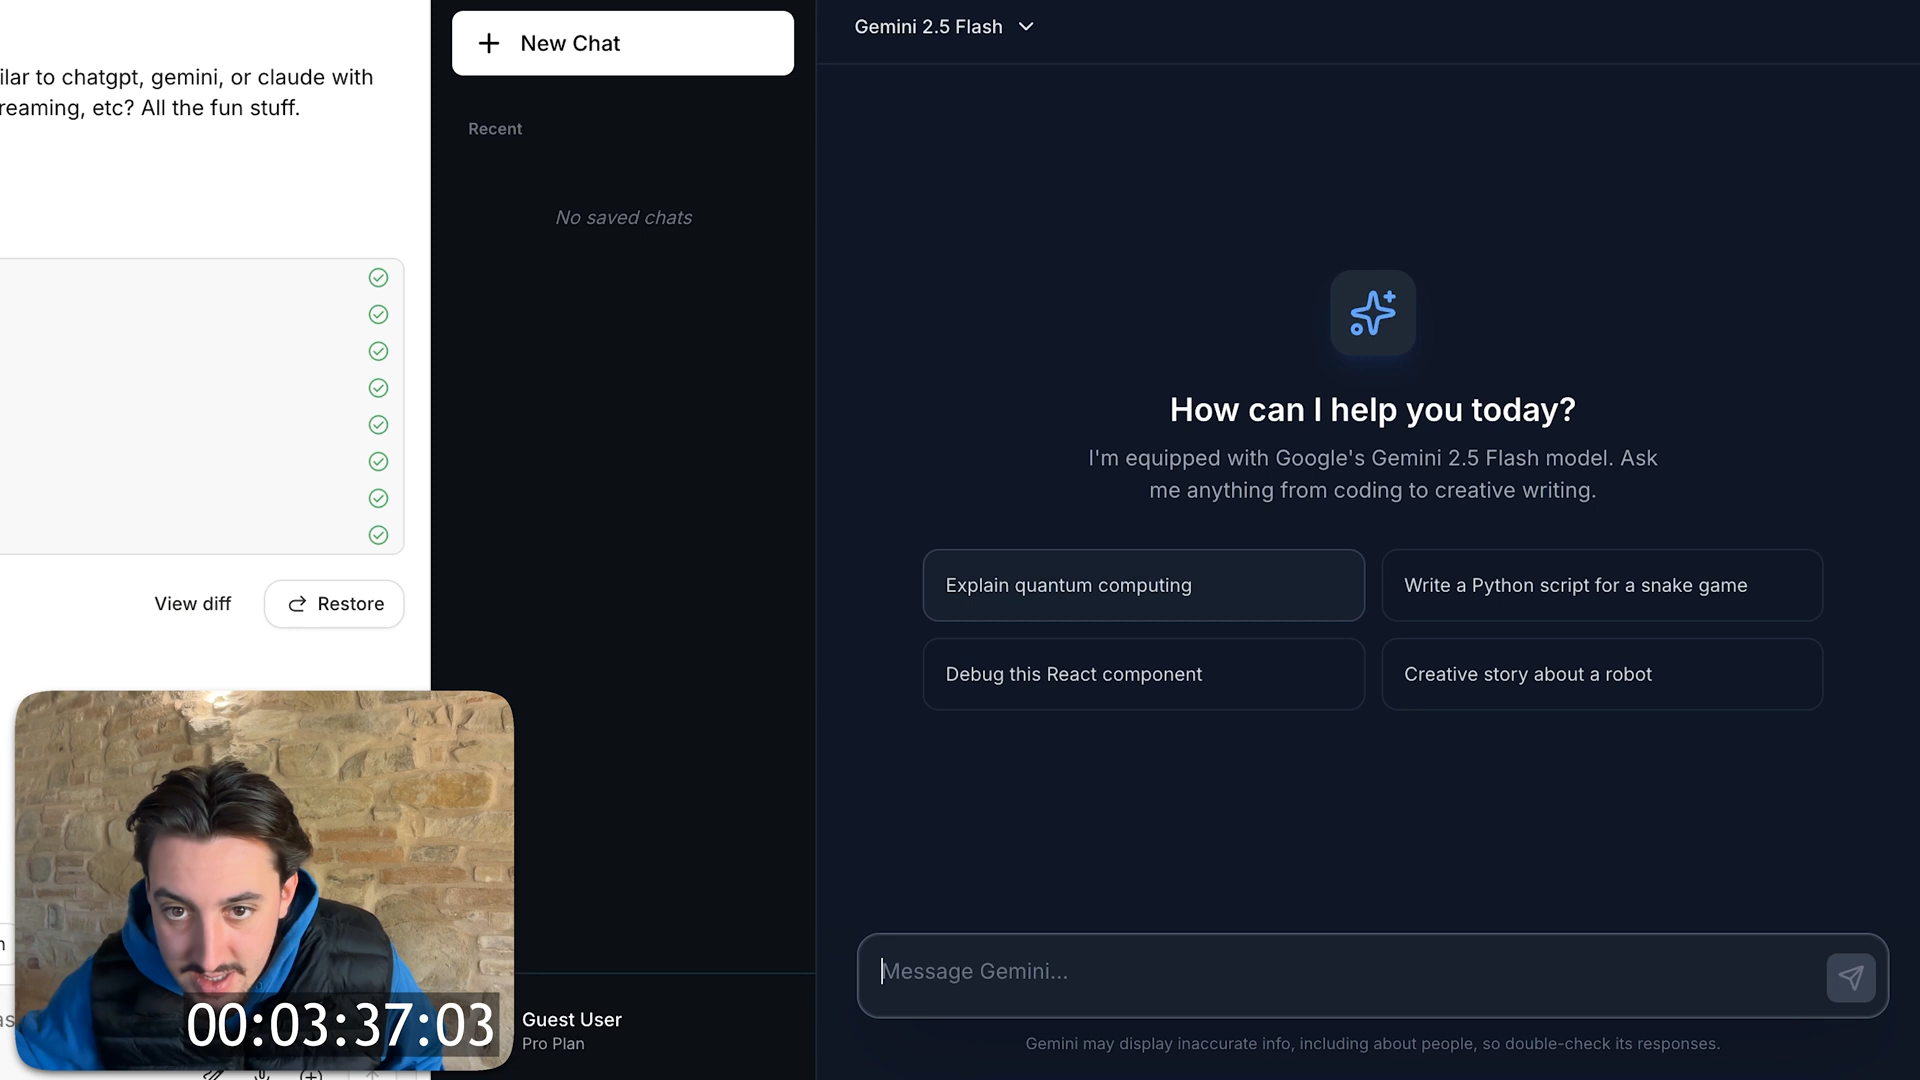 ilar to chatgpt, gemini, or claude with
reaming, etc? All the fun stuff.
View diff
Restore
New Chat
Recent
No saved chats
Guest User
Pro Plan
Gemini 2.5 Flash
How can I help you today?
I'm equipped with Google's Gemini 2.5 Flash model. Ask
me anything from coding to creative writing.
Explain quantum computing
Write a Python script for a snake game
Debug this React component
Creative story about a robot
Message Gemini...
Gemini may display inaccurate info, including about people, so double-check its responses.
00:03:37:03